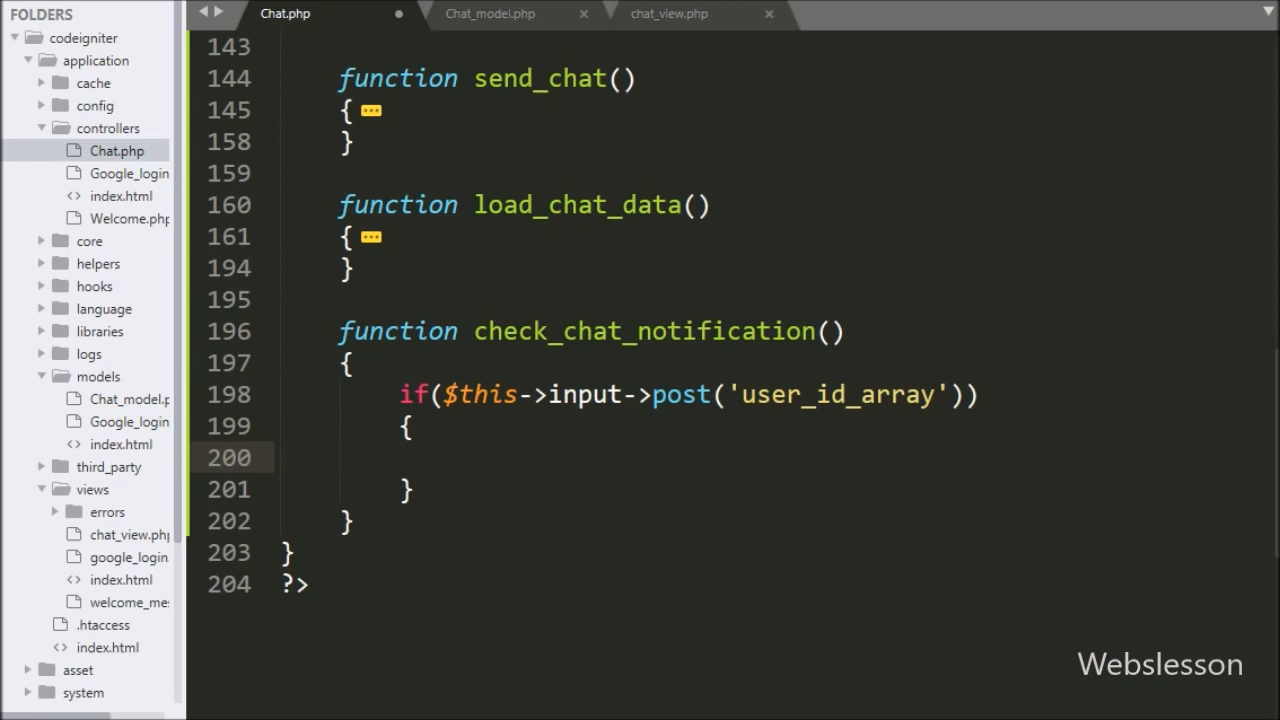 FOLDERS
codeigniter
application
cache
config
controllers
Chat.php
Google_login
index.html
Welcome.php
core
helpers
hooks
language
libraries
logs
models
Chat_model.p
Google_login
index.html
third_party
views
errors
chat_view.php
google_login
index.html
welcome_mes
.htaccess
index.html
asset
system
Chat.php Chat_model.php chat_view.php
143
144 function send_chat()
145 {
158 }
159
160 function load_chat_data()
161 {
194 }
195
196 function check_chat_notification()
197 {
198 if($this->input->post('user_id_array'))
199 {
200
201 }
202 }
203 }
204 ?>
Webslesson